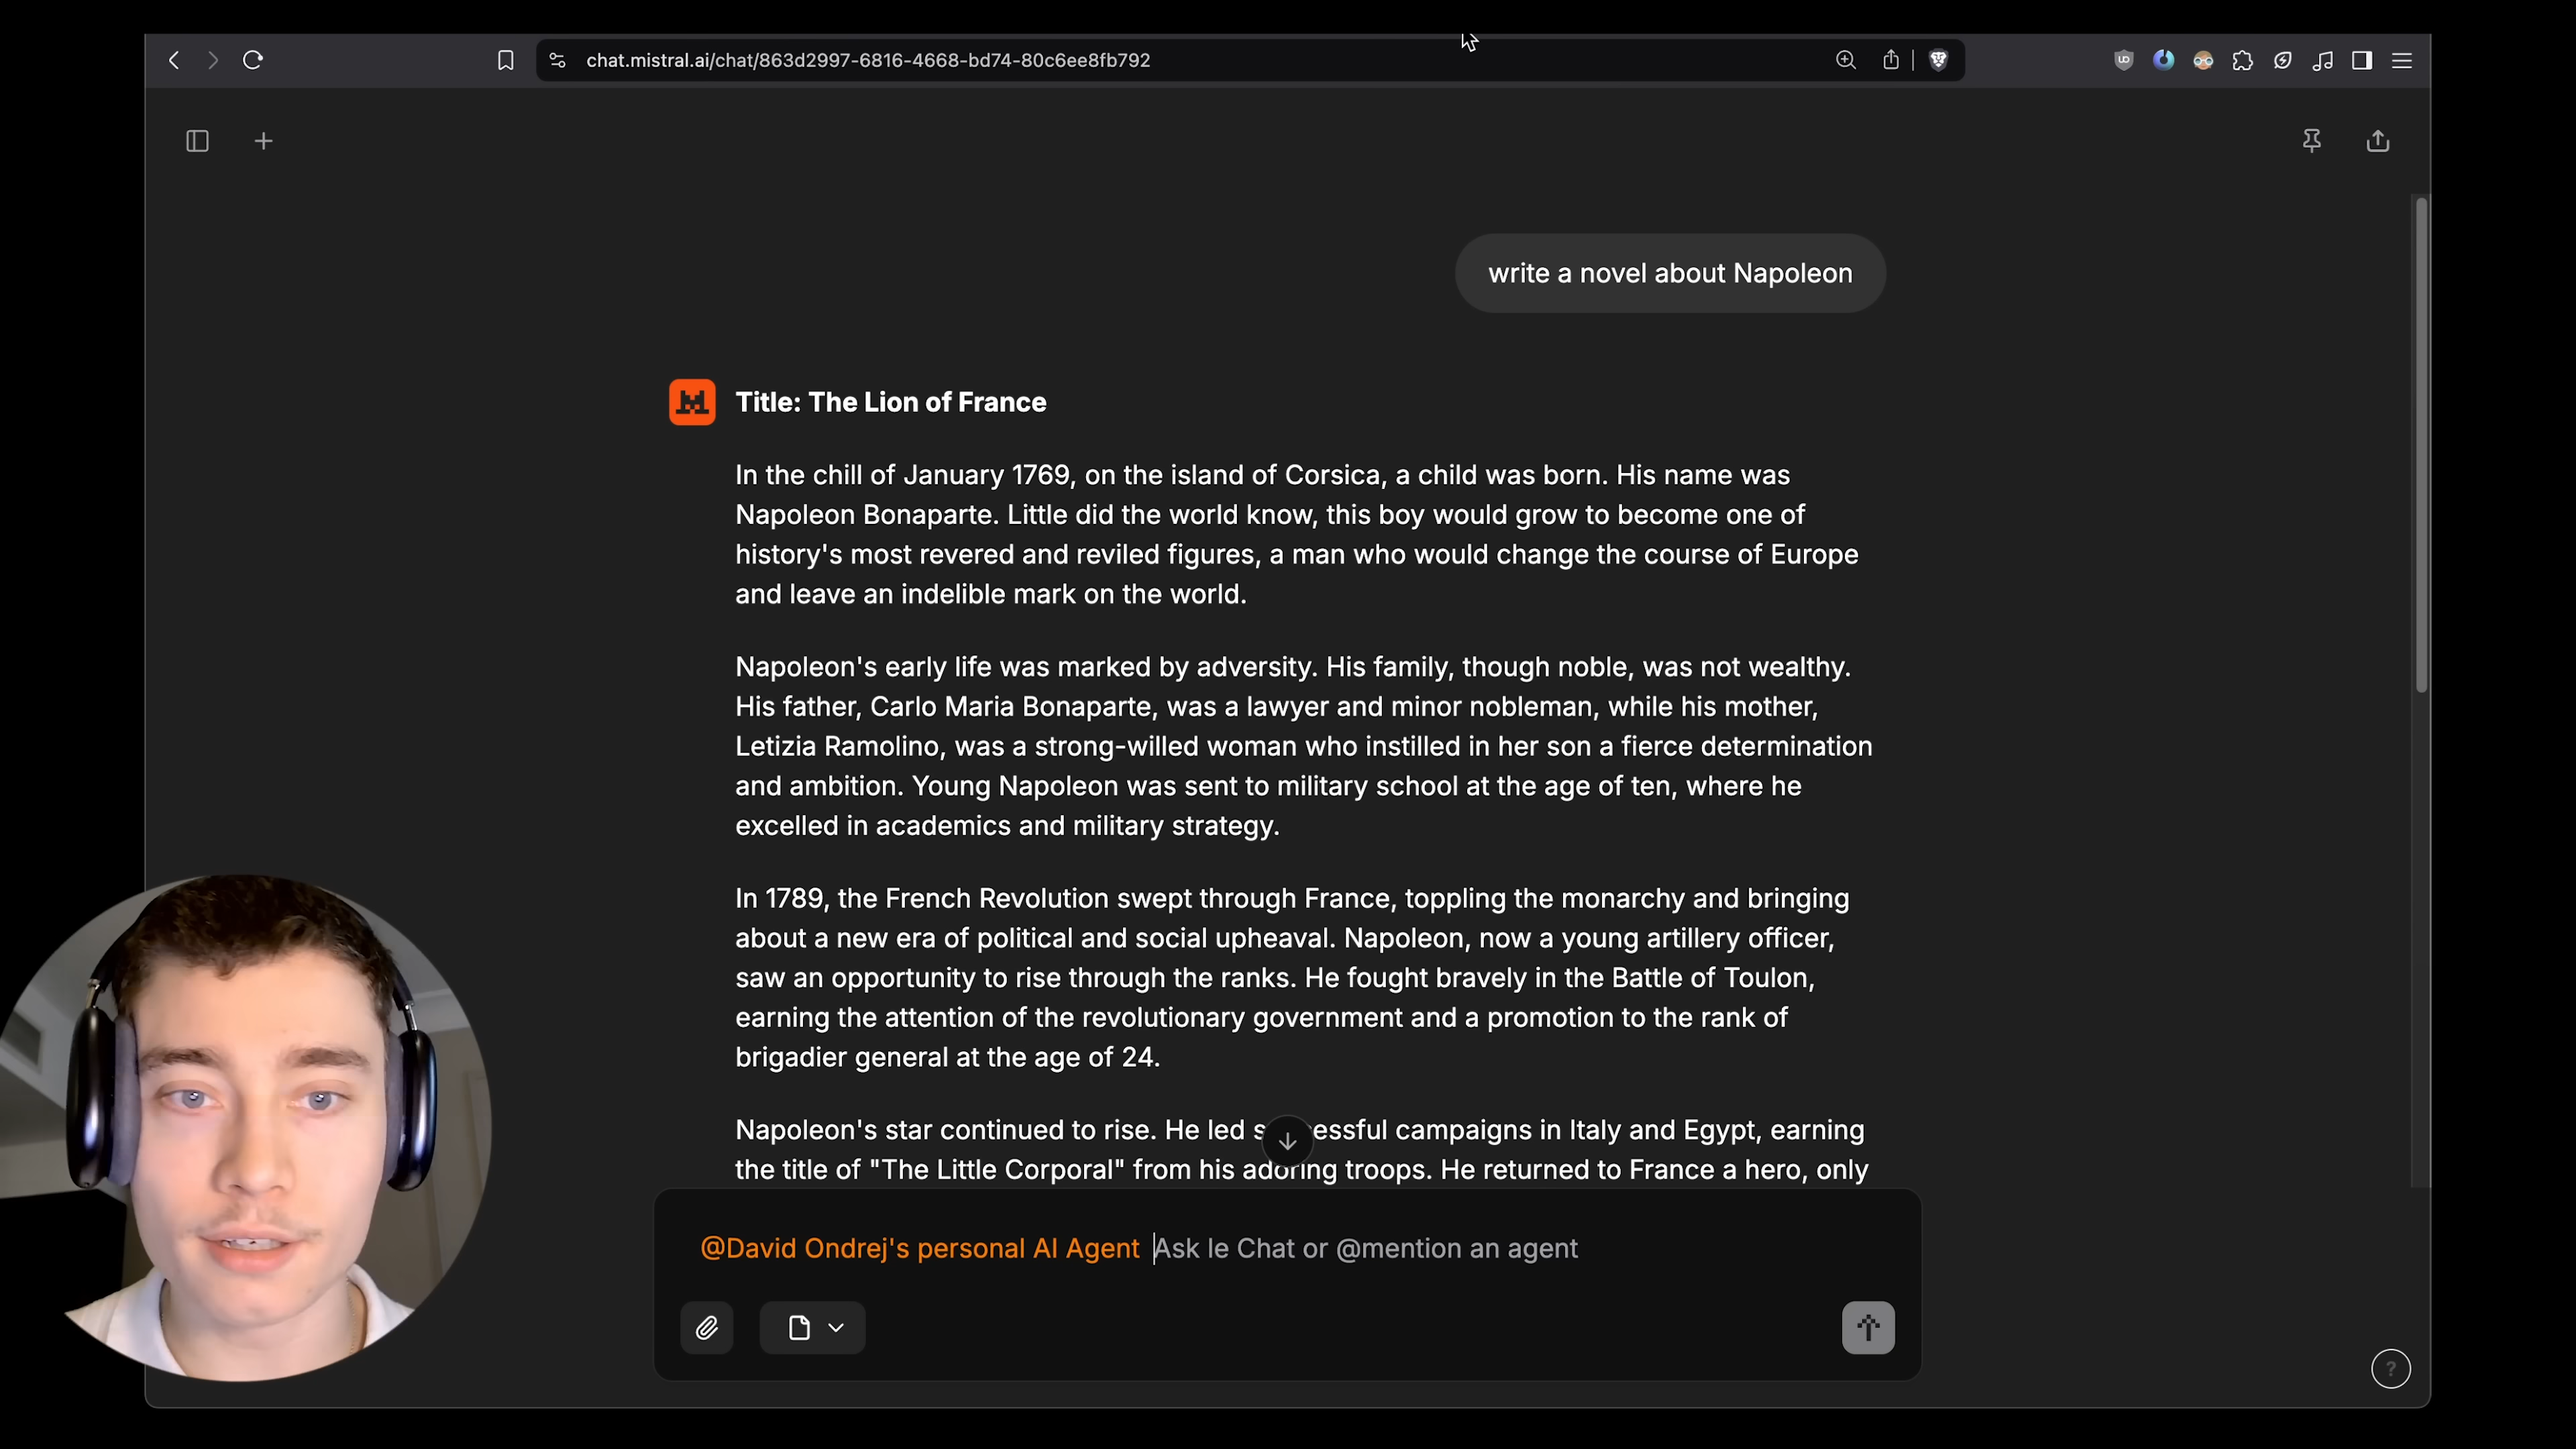 chat.mistral.ai/chat/863d2997-6816-4668-bd74-80c6ee8fb792
write a novel about Napoleon
Title: The Lion of France
In the chill of January 1769, on the island of Corsica, a child was born. His name was
Napoleon Bonaparte. Little did the world know, this boy would grow to become one of
history's most revered and reviled figures, a man who would change the course of Europe
and leave an indelible mark on the world.
Napoleon's early life was marked by adversity. His family, though noble, was not wealthy.
His father, Carlo Maria Bonaparte, was a lawyer and minor nobleman, while his mother,
Letizia Ramolino, was a strong-willed woman who instilled in her son a fierce determination
and ambition. Young Napoleon was sent to military school at the age of ten, where he
excelled in academics and military strategy.
In 1789, the French Revolution swept through France, toppling the monarchy and bringing
about a new era of political and social upheaval. Napoleon, now a young artillery officer,
saw an opportunity to rise through the ranks. He fought bravely in the Battle of Toulon,
earning the attention of the revolutionary government and a promotion to the rank of
brigadier general at the age of 24.
Napoleon's star continued to rise. He led s essful campaigns in Italy and Egypt, earning
the title of "The Little Corporal" from his adoring troops. He returned to France a hero, only
@David Ondrej's personal AI Agent Ask le Chat or @mention an agent
?